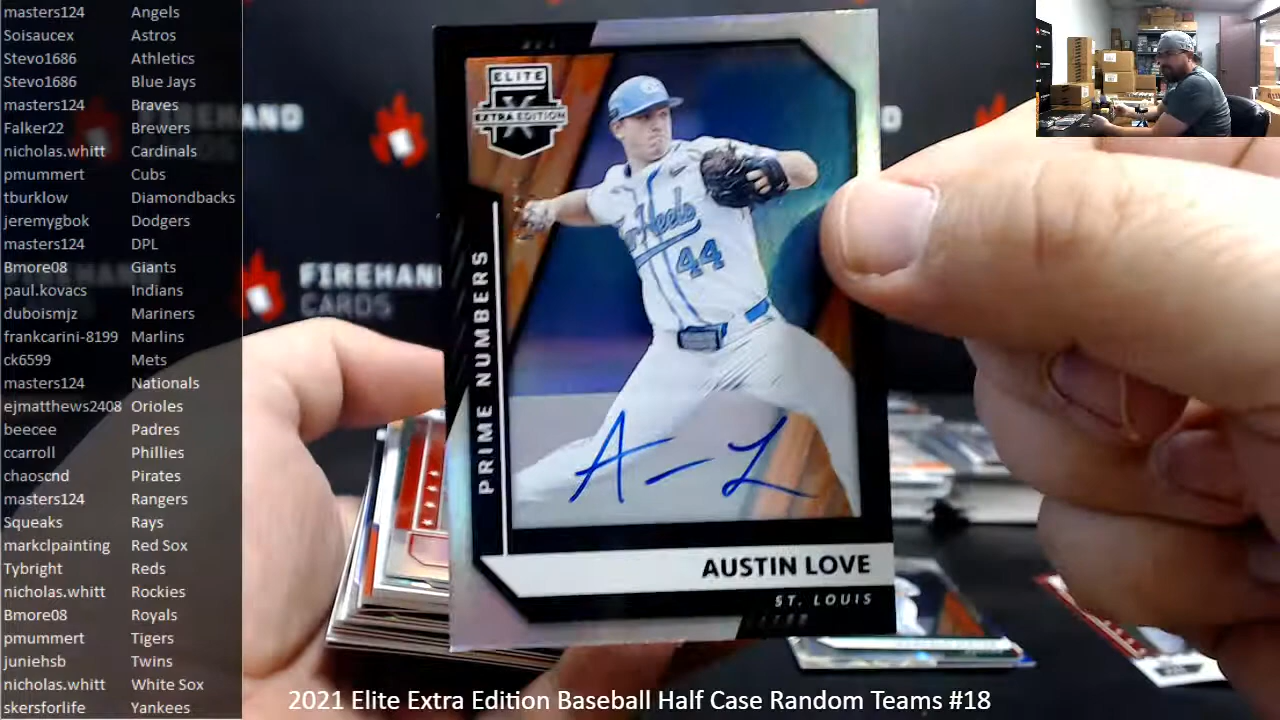 masters124 Angels
Soisaucex Astros
Stevo1686 Athletics
Stevo1686 Blue Jays
masters124 Braves
Falker22 Brewers
nicholas.whitt Cardinals
pmummert Cubs
tburklow Diamondbacks
jeremygbok Dodgers
masters124 DPL
Bmore08 Giants
paul.kovacs Indians
duboismjz Mariners
frankcarini-8199 Marlins
ck6599 Mets
masters124 Nationals
ejmatthews2408 Orioles
beecee Padres
ccarroll Phillies
chaoscnd Pirates
masters124 Rangers
Squeaks Rays
markclpainting Red Sox
Tybright Reds
nicholas.whitt Rockies
Bmore08 Royals
pmummert Tigers
juniehsb Twins
nicholas.whitt White Sox
skersforlife Yankees
FIREHAND
CARDS
ELITE
X
EXTRA EDITION
PRIME NUMBERS
Heels
44
A - L
AUSTIN LOVE
ST. LOUIS
2021 Elite Extra Edition Baseball Half Case Random Teams #18